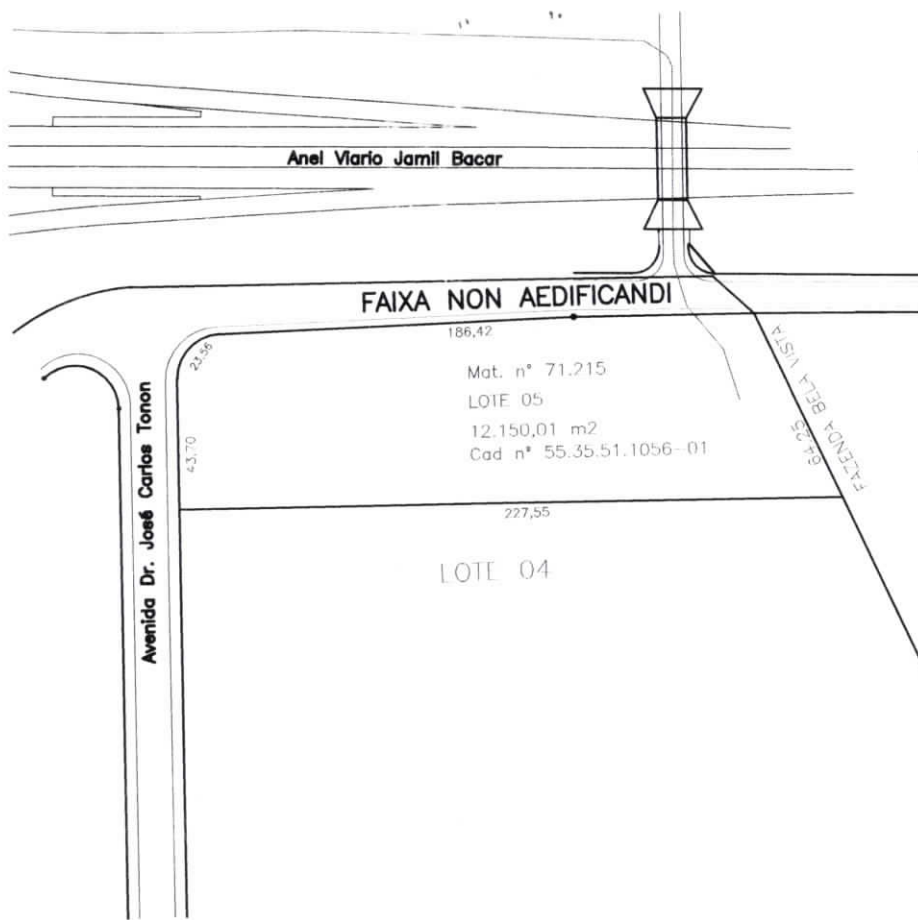 Anel Viario Jamil Bacar
FAIXA NON AEDIFICANDI
186,42
23.56
Mat. n° 71.215
LOTE 05
12.150,01 m2
Cad n° 55.35.51.1056-01
FAZENDA BELA VISTA
64,25
43,70
Avenida Dr. José Carlos Tonon
227,55
LOTE 04